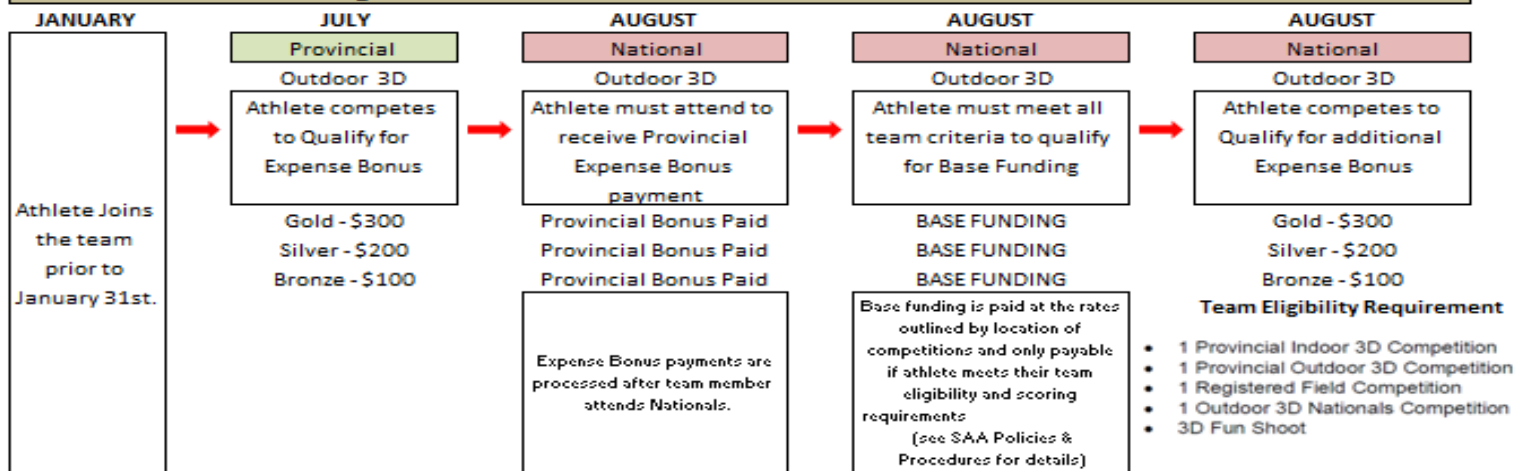 JANUARY
Athlete Joins
the team
prior to
January 31st.
JULY
Provincial
Outdoor 3D
Athlete competes
to Qualify for
Expense Bonus
Gold - $300
Silver - $200
Bronze - $100
AUGUST
National
Outdoor 3D
Athlete must attend to
receive Provincial
Expense Bonus
payment
Provincial Bonus Paid
Provincial Bonus Paid
Provincial Bonus Paid
Expense Bonus payments are
processed after team member
attends Nationals.
AUGUST
National
Outdoor 3D
Athlete must meet all
team criteria to qualify
for Base Funding
BASE FUNDING
BASE FUNDING
BASE FUNDING
Base funding is paid at the rates
outlined by location of
competitions and only payable
if athlete meets their team
eligibility and scoring
requirements
(see SAA Policies &
Procedures for details)
AUGUST
National
Outdoor 3D
Athlete competes to
Qualify for additional
Expense Bonus
Gold - $300
Silver - $200
Bronze - $100
Team Eligibility Requirement
• 1 Provincial Indoor 3D Competition
• 1 Provincial Outdoor 3D Competition
• 1 Registered Field Competition
• 1 Outdoor 3D Nationals Competition
• 3D Fun Shoot